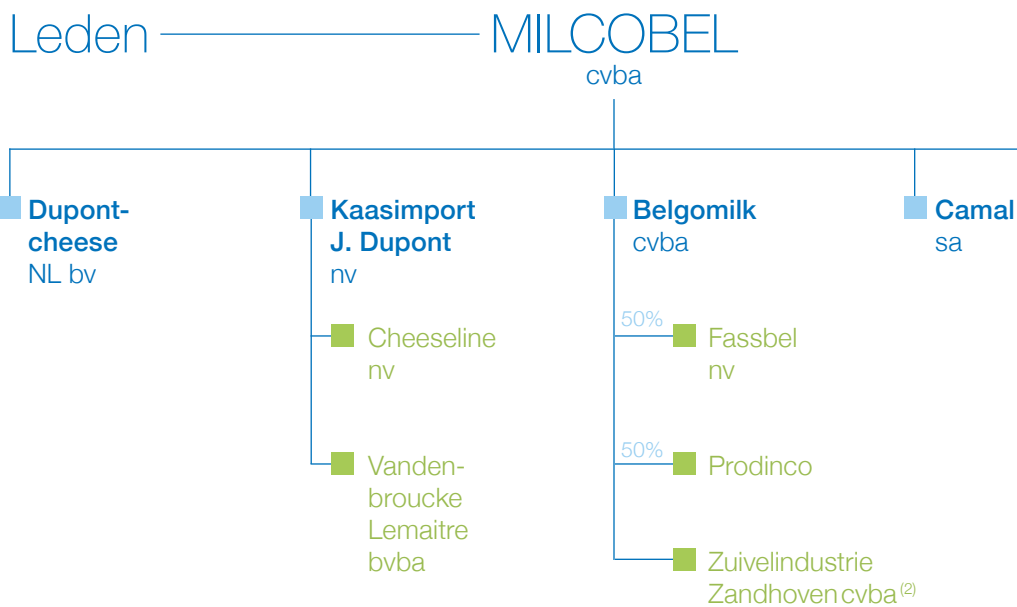 Leden
MILCOBEL
cvba
Dupont-
cheese
NL bv
Kaasimport
J. Dupont
nv
Cheeseline
nv
Vanden-
broucke
Lemaitre
bvba
Belgomilk
cvba
50%
Fassbel
nv
50%
Prodinco
Zuivelindustrie
Zandhoven cvba (2)
Camal
sa